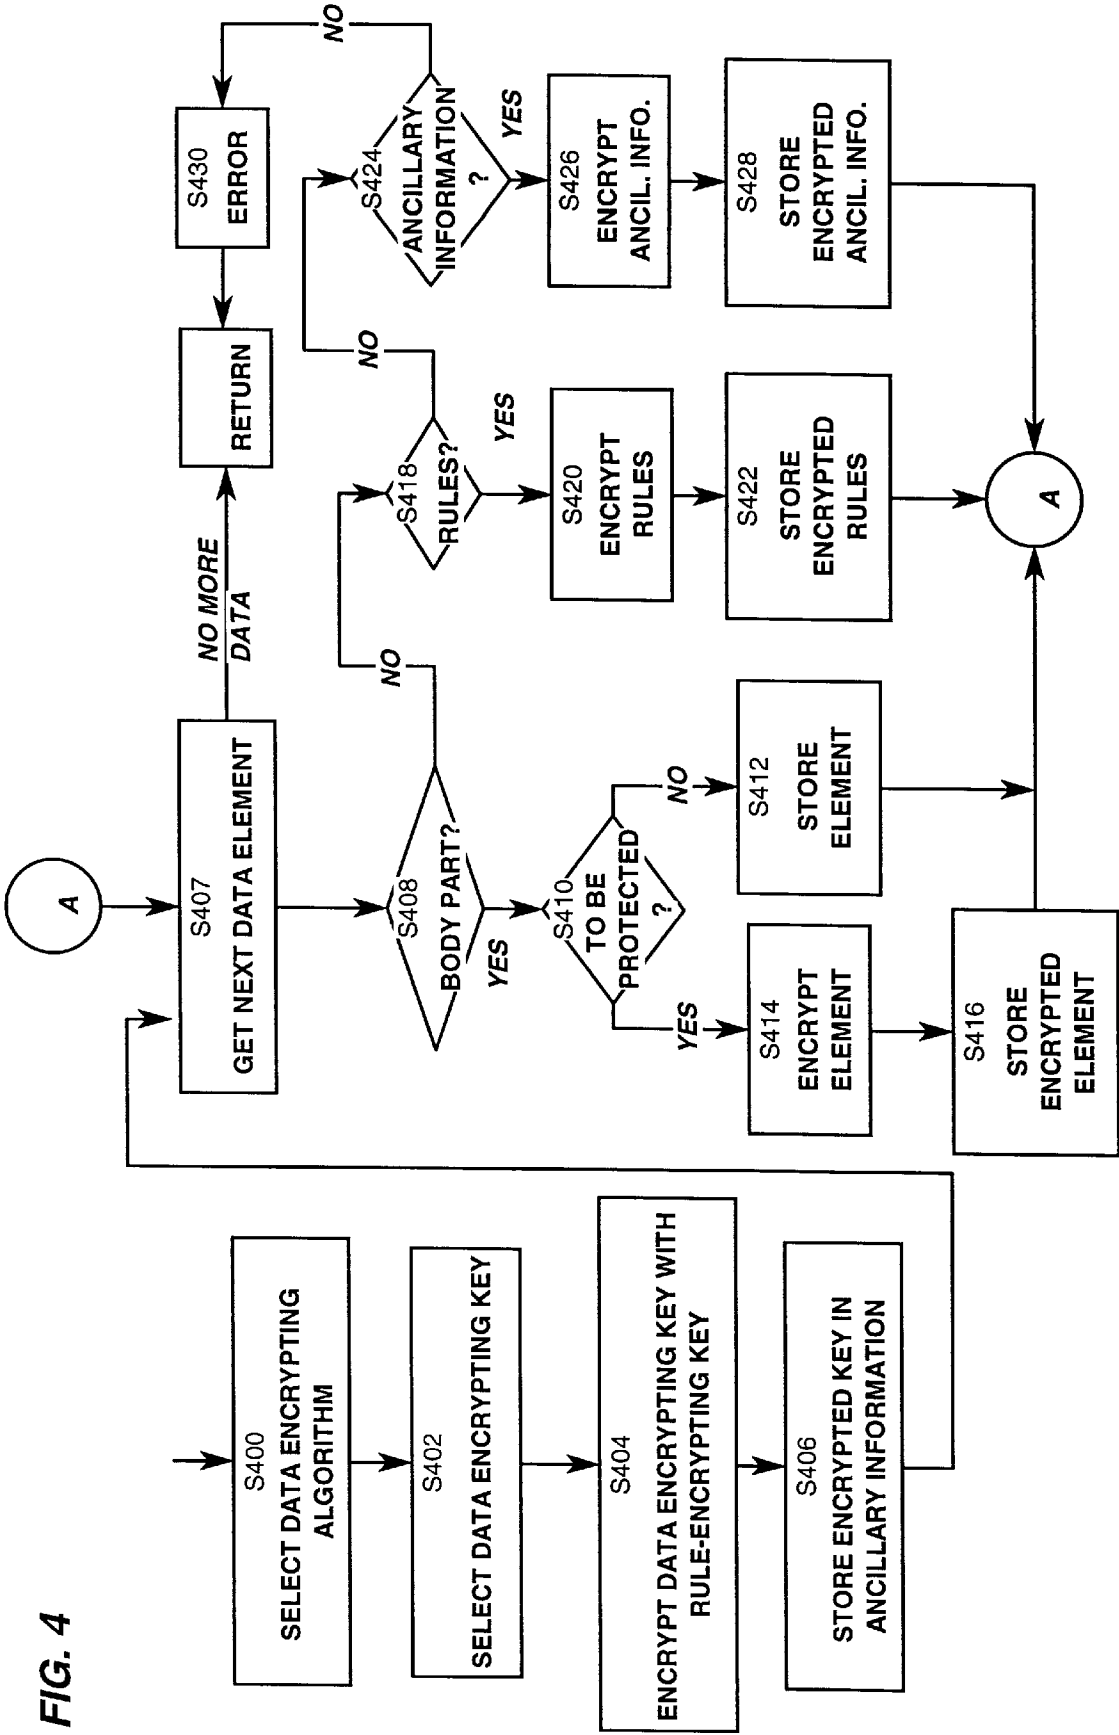 FIG. 4
S400
SELECT DATA ENCRYPTING
ALGORITHM
S402
SELECT DATA ENCRYPTING KEY
S404
ENCRYPT DATA ENCRYPTING KEY WITH
RULE-ENCRYPTING KEY
S406
STORE ENCRYPTED KEY IN
ANCILLARY INFORMATION
A
S407
GET NEXT DATA ELEMENT
NO MORE
DATA
RETURN
S430
ERROR
S408
BODY PART?
NO
YES
S410
TO BE
PROTECTED
?
YES
NO
S414
ENCRYPT
ELEMENT
S416
STORE
ENCRYPTED
ELEMENT
S412
STORE
ELEMENT
S418
RULES?
NO
YES
S420
ENCRYPT
RULES
S422
STORE
ENCRYPTED
RULES
S424
ANCILLARY
INFORMATION
?
NO
YES
S426
ENCRYPT
ANCIL. INFO.
S428
STORE
ENCRYPTED
ANCIL. INFO.
A